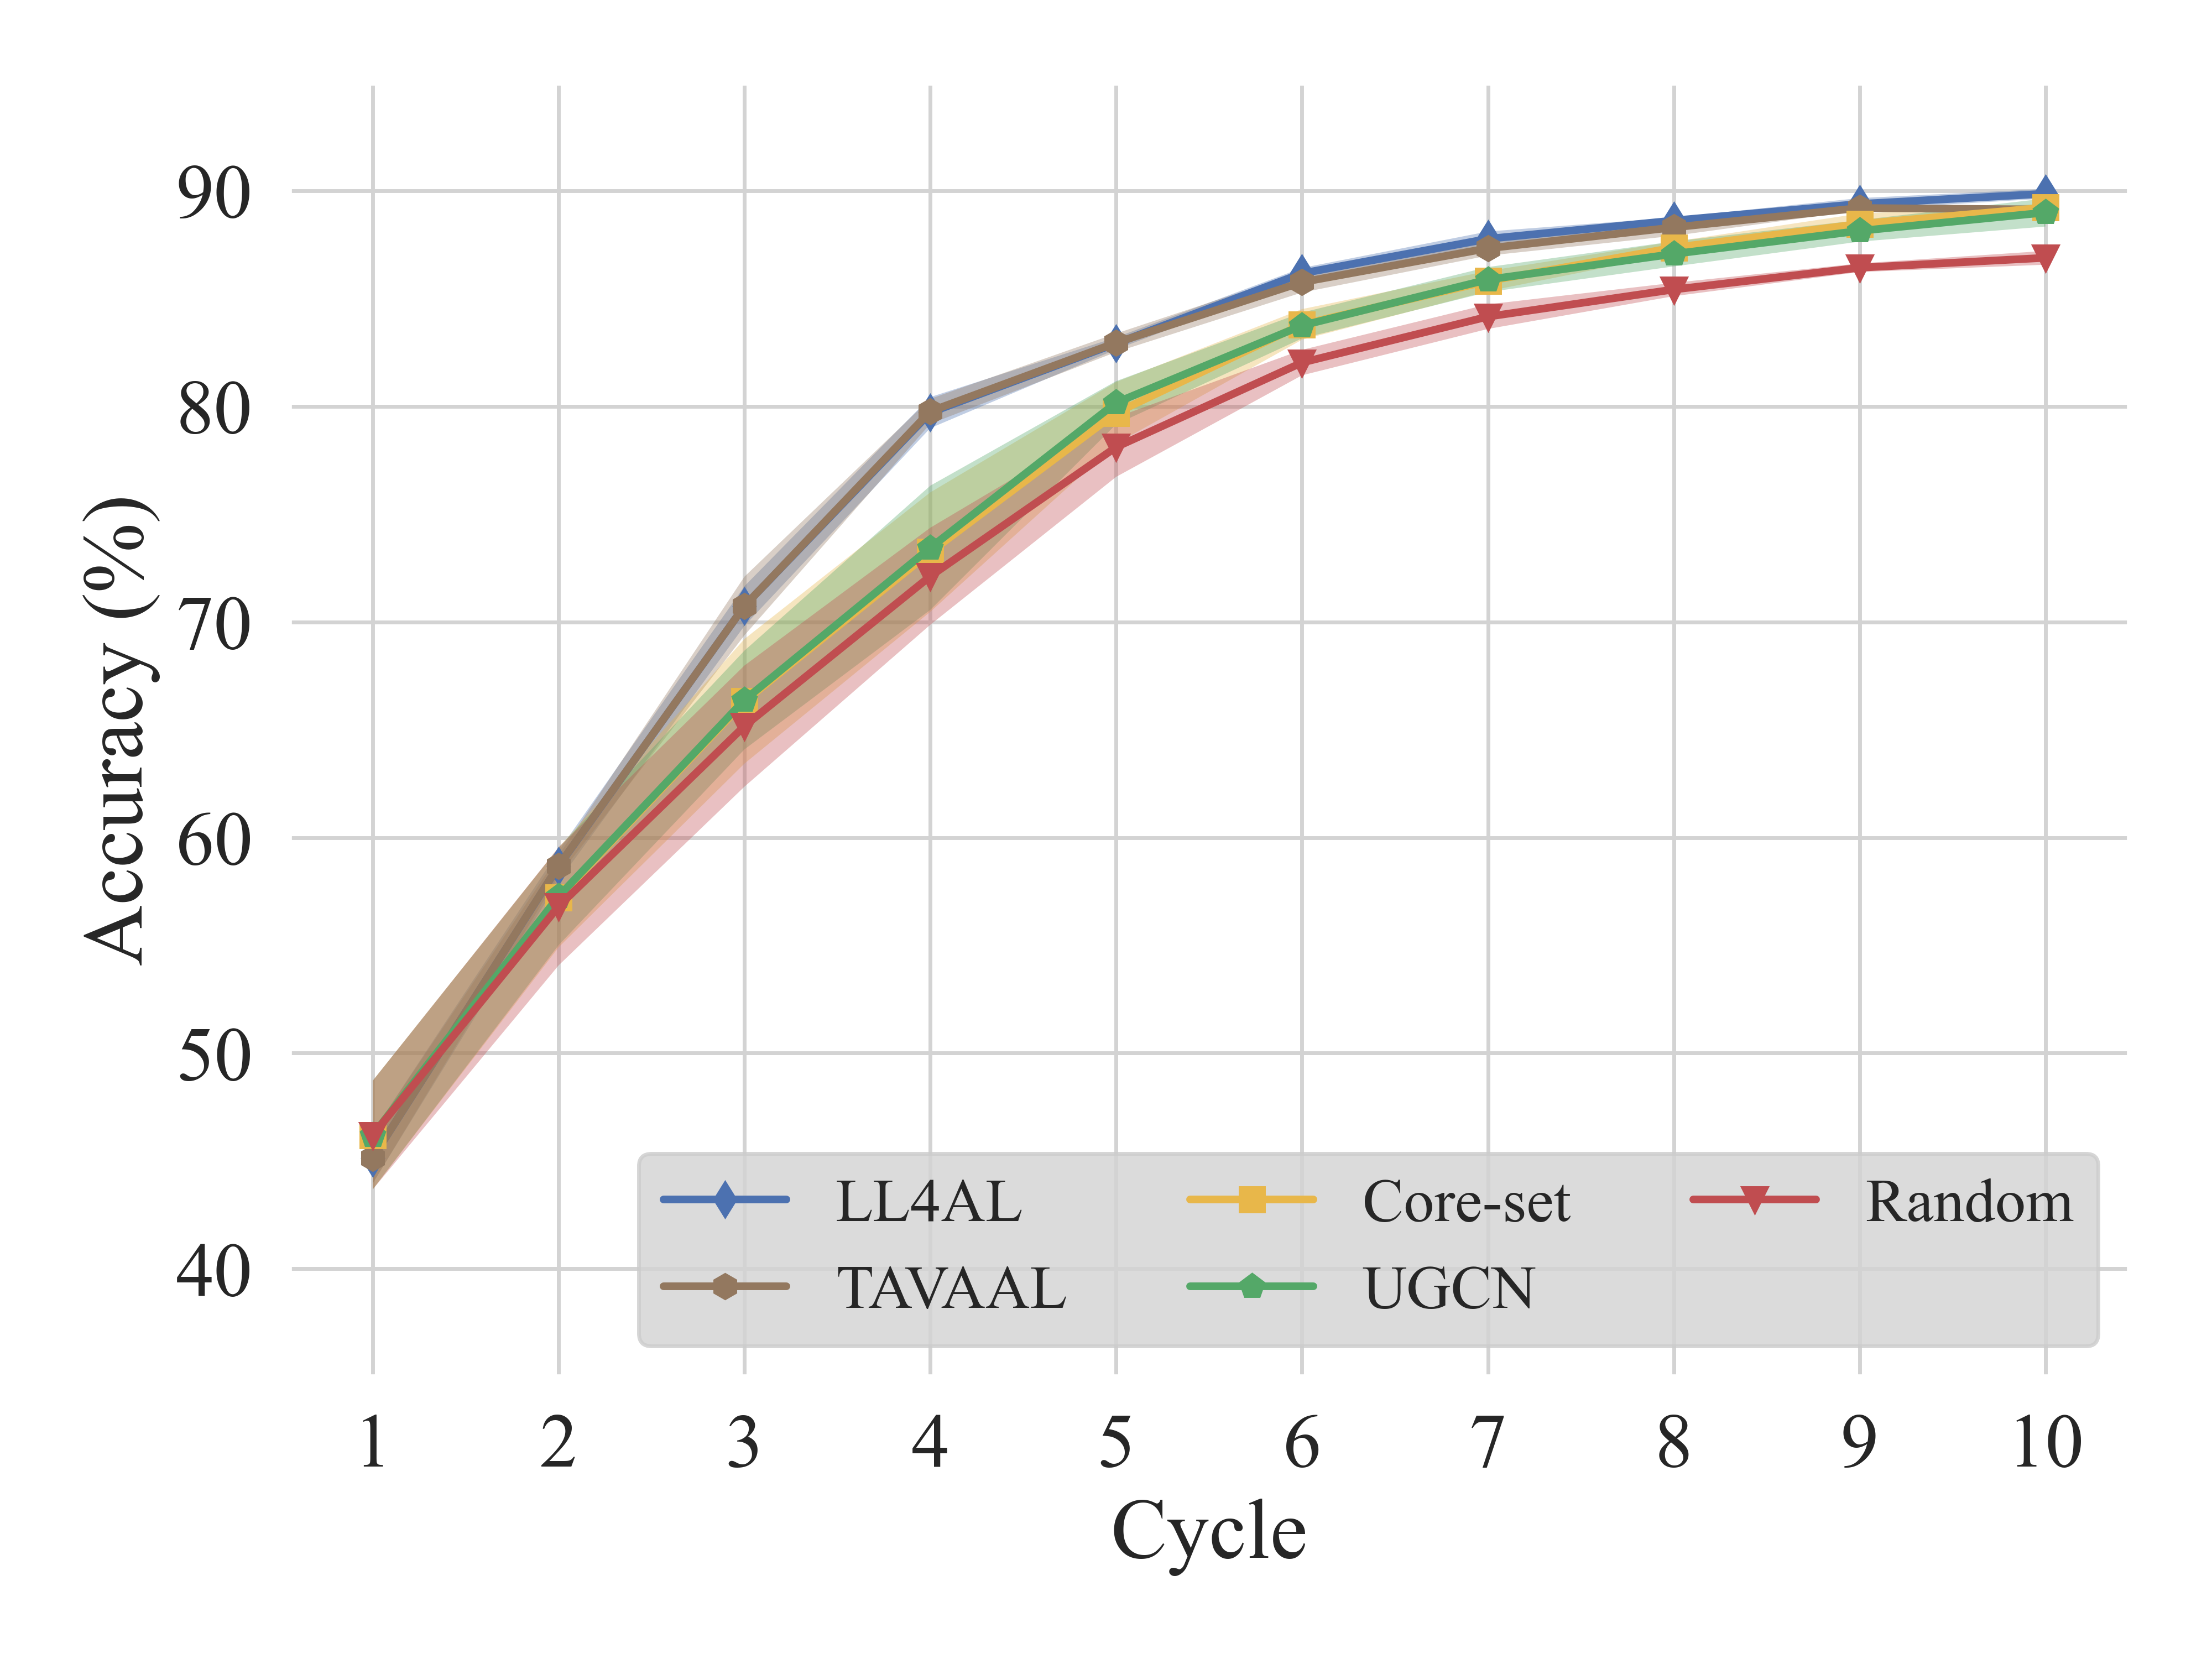 Accuracy (%)
90
80
70
60
50
40
LL4AL
TAVAAL
Core-set
UGCN
Random
1 2 3 4 5 6 7 8 9 10
Cycle